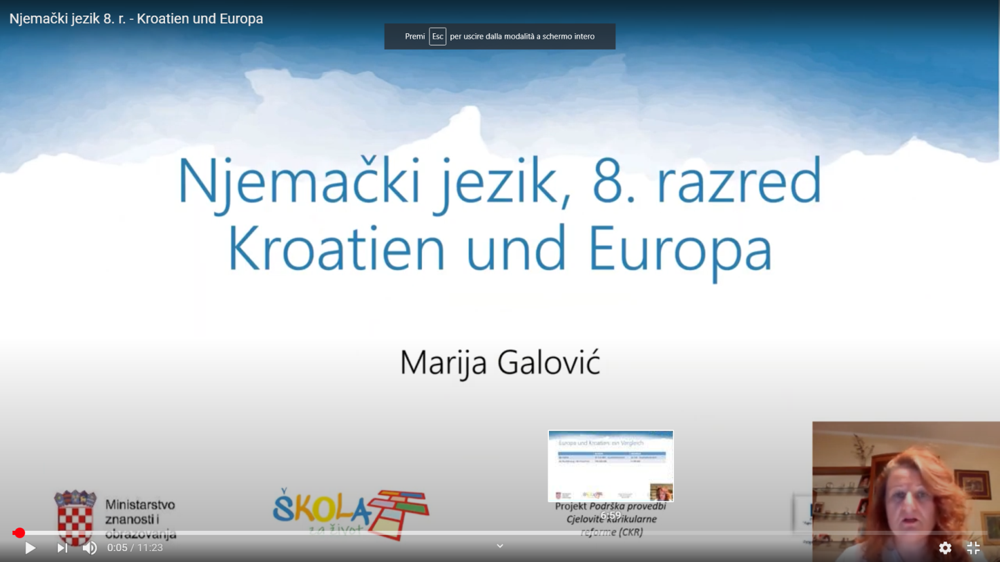 Njemački jezik 8. r. - Kroatien und Europa
Premi Esc per uscire dalla modalità a schermo intero
Njemački jezik, 8. razred
Kroatien und Europa
Marija Galović
Europa und Kroatien: ein Vergleich
Ministarstvo
znanosti i
obrazovanja
ŠKOLA
za život
Projekt Podrška provedbi
Cjelovite kurikularne
reforme (CKR)
6:59
0:05 / 11:23